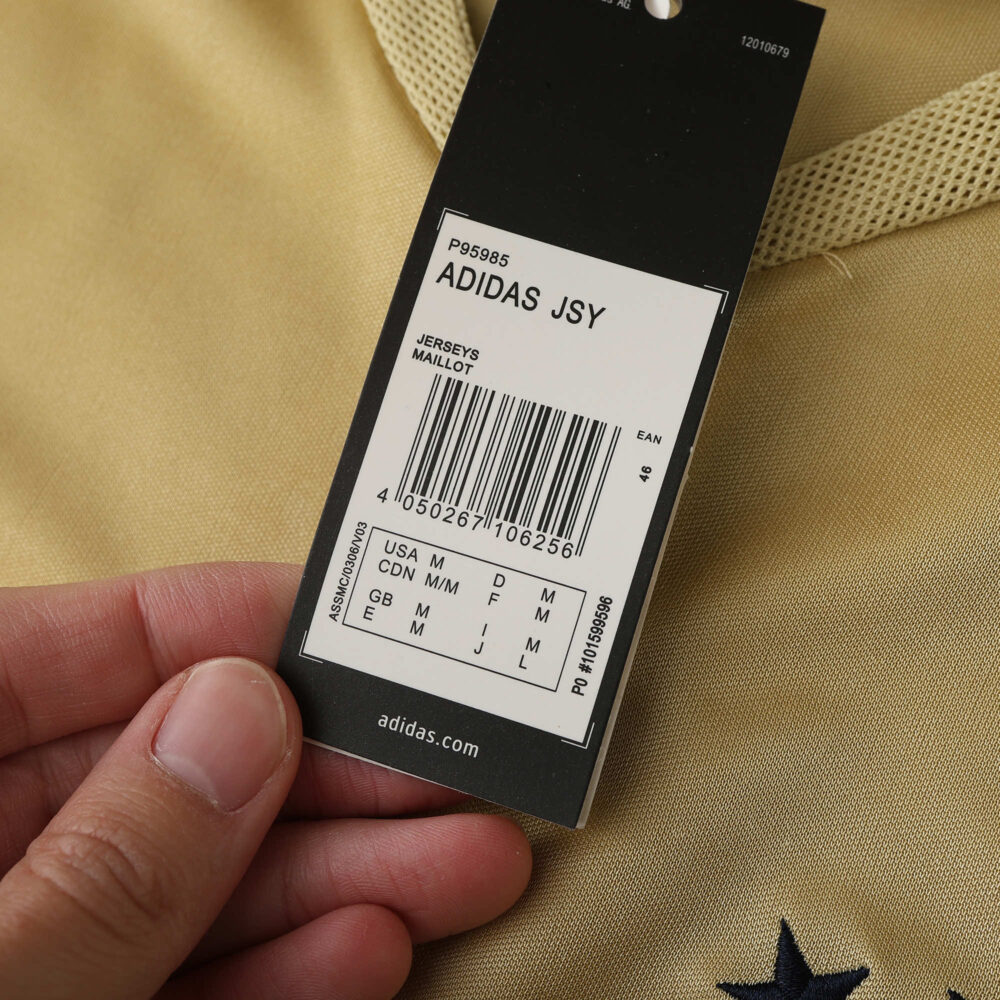 AG.
12010679
P95985
ADIDAS JSY
JERSEYS
MAILLOT
EAN
46
4 050267 106256
ASSMC/0306/V03
USA M D M
CDN M/M F M
GB M I M
E M J L
PO #101599596
adidas.com